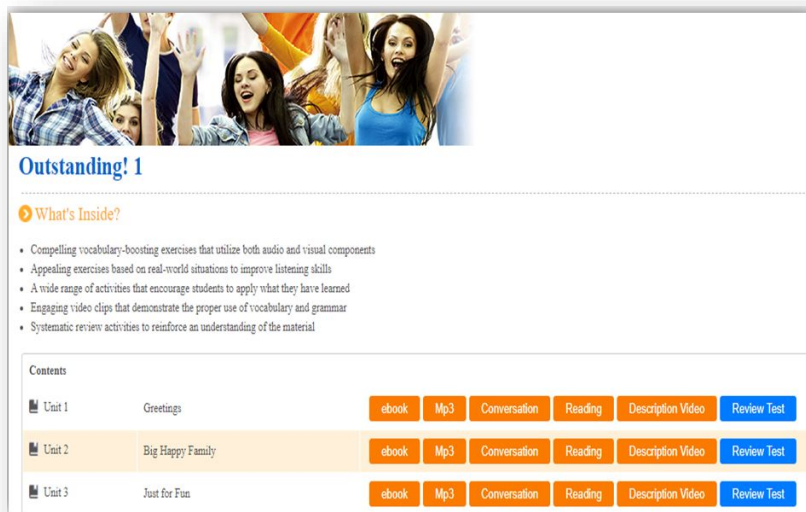 Outstanding! 1
What's Inside?
Compelling vocabulary-boosting exercises that utilize both audio and visual components
Appealing exercises based on real-world situations to improve listening skills
A wide range of activities that encourage students to apply what they have learned
Engaging video clips that demonstrate the proper use of vocabulary and grammar
Systematic review activities to reinforce an understanding of the material
Contents
Unit 1 Greetings ebook Mp3 Conversation Reading Description Video Review Test
Unit 2 Big Happy Family ebook Mp3 Conversation Reading Description Video Review Test
Unit 3 Just for Fun ebook Mp3 Conversation Reading Description Video Review Test